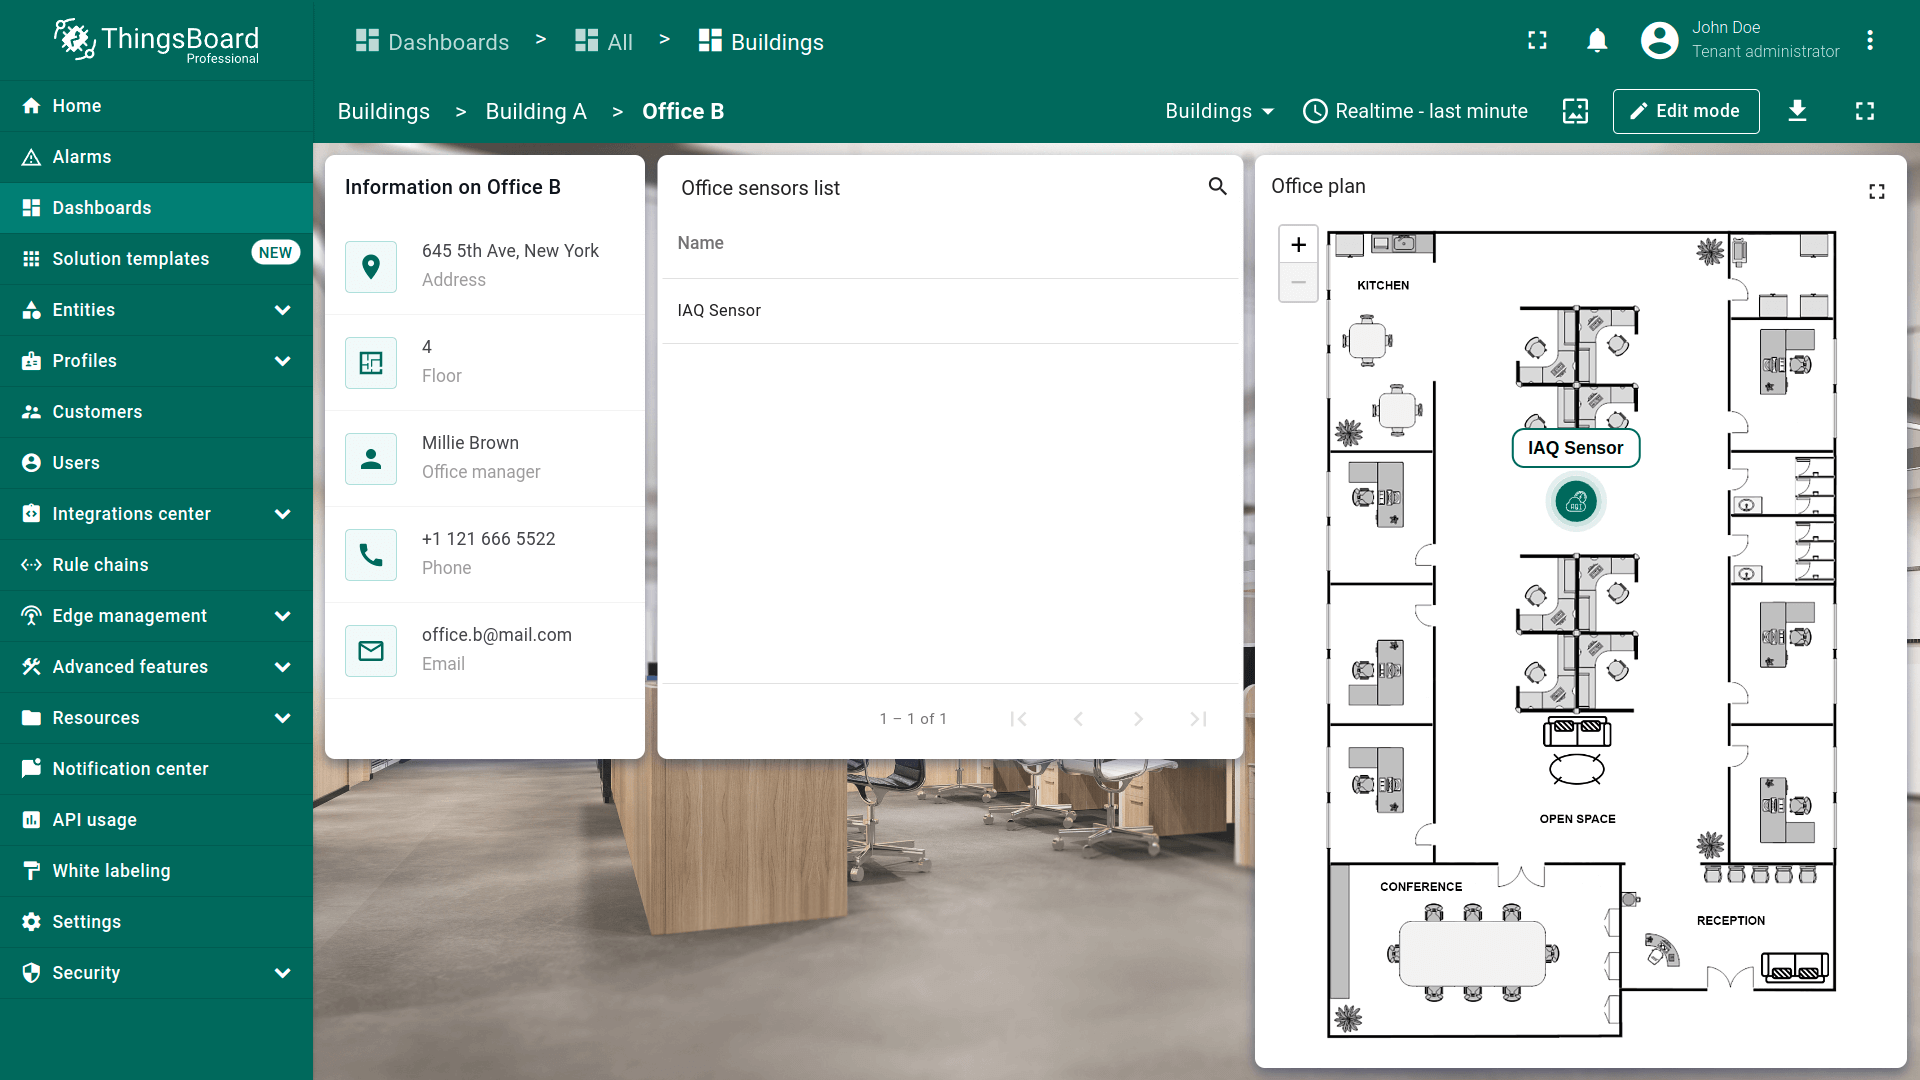 ThingsBoard
Professional
Dashboards > All > Buildings
John Doe
Tenant administrator
Buildings > Building A > Office B
Buildings
Realtime - last minute
Edit mode
Home
Alarms
Dashboards
Solution templates NEW
Entities
Profiles
Customers
Users
Integrations center
Rule chains
Edge management
Advanced features
Resources
Notification center
API usage
White labeling
Settings
Security
Information on Office B
645 5th Ave, New York
Address
4
Floor
Millie Brown
Office manager
+1 121 666 5522
Phone
office.b@mail.com
Email
Office sensors list
Name
IAQ Sensor
1 – 1 of 1
Office plan
+
−
KITCHEN
IAQ Sensor
AQI
OPEN SPACE
CONFERENCE
RECEPTION